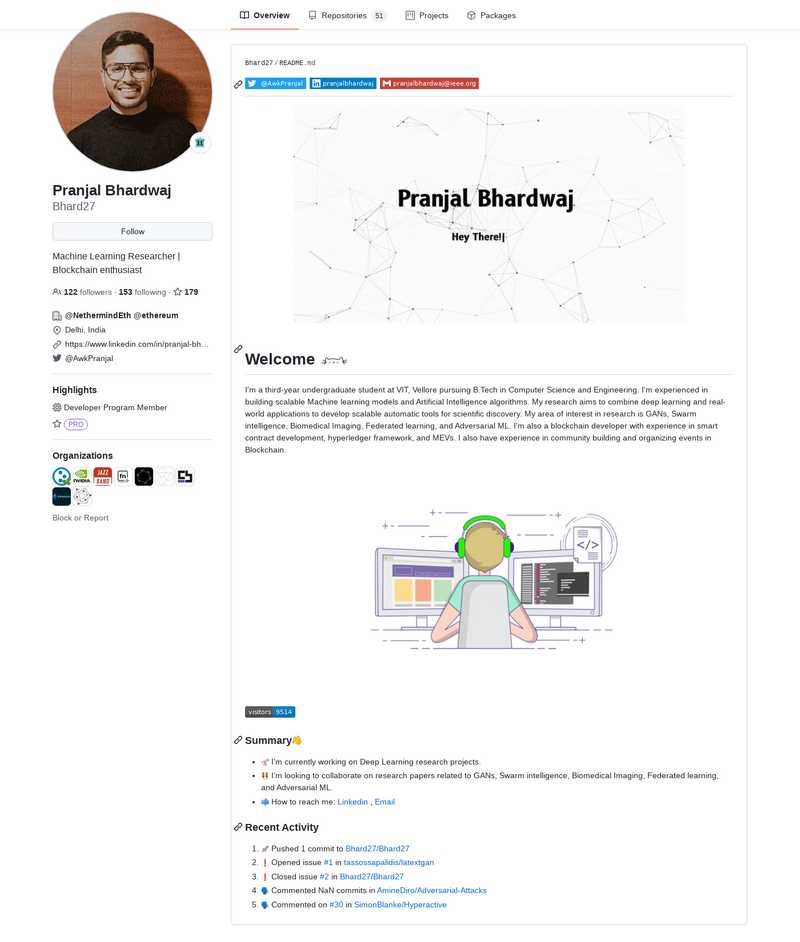 Overview
Repositories 51
Projects
Packages
Pranjal Bhardwaj
Bhard27
Follow
Machine Learning Researcher |
Blockchain enthusiast
122 followers · 153 following · 179
@NethermindEth @ethereum
Delhi, India
https://www.linkedin.com/in/pranjal-bh...
@AwkPranjal
Highlights
Developer Program Member
PRO
Organizations
NVIDIA
JAZZ
BAND
fn
Block or Report
Bhard27 / README.md
@AwkPranjal
pranjalbhardwaj
pranjalbhardwaj@ieee.org
Pranjal Bhardwaj
Hey There!|
Welcome
I'm a third-year undergraduate student at VIT, Vellore pursuing B.Tech in Computer Science and Engineering. I'm experienced in
building scalable Machine learning models and Artificial Intelligence algorithms. My research aims to combine deep learning and real-
world applications to develop scalable automatic tools for scientific discovery. My area of interest in research is GANs, Swarm
intelligence, Biomedical Imaging, Federated learning, and Adversarial ML. I'm also a blockchain developer with experience in smart
contract development, hyperledger framework, and MEVs. I also have experience in community building and organizing events in
Blockchain.
</>
visitors 9514
Summary👋
• 🔭 I'm currently working on Deep Learning research projects.
• 👯 I'm looking to collaborate on research papers related to GANs, Swarm intelligence, Biomedical Imaging, Federated learning,
and Adversarial ML.
• 📫 How to reach me: Linkedin , Email
Recent Activity
1. 🚀 Pushed 1 commit to Bhard27/Bhard27
2. ❗ Opened issue #1 in tassossapalidis/latextgan
3. ❗ Closed issue #2 in Bhard27/Bhard27
4. 🗣 Commented NaN commits in AmineDiro/Adversarial-Attacks
5. 🗣 Commented on #30 in SimonBlanke/Hyperactive